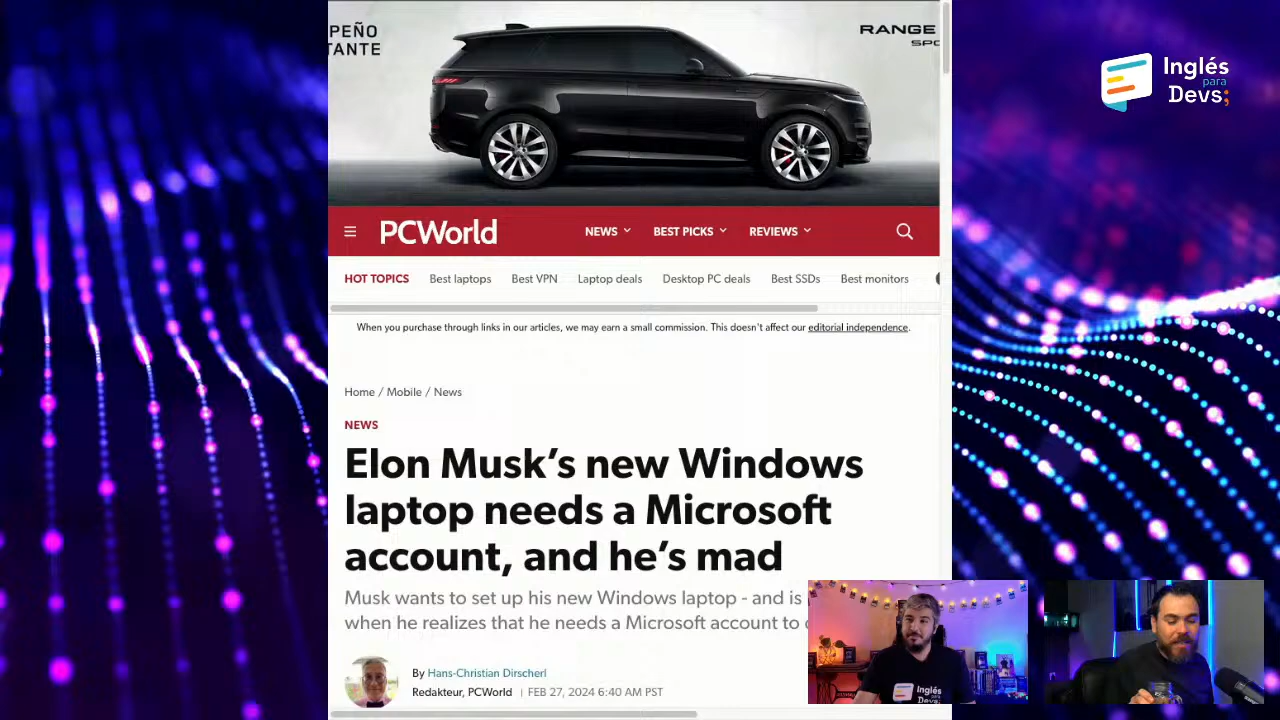 PEÑO
TANTE
RANGE
SPO
Inglés
para
Devs;
PCWorld
NEWS
BEST PICKS
REVIEWS
HOT TOPICS
Best laptops
Best VPN
Laptop deals
Desktop PC deals
Best SSDs
Best monitors
When you purchase through links in our articles, we may earn a small commission. This doesn't affect our editorial independence.
Home / Mobile / News
NEWS
Elon Musk's new Windows
laptop needs a Microsoft
account, and he's mad
Musk wants to set up his new Windows laptop - and is
when he realizes that he needs a Microsoft account to
By Hans-Christian Dirscherl
Redakteur, PCWorld | FEB 27, 2024 6:40 AM PST
Inglés
para
Devs;